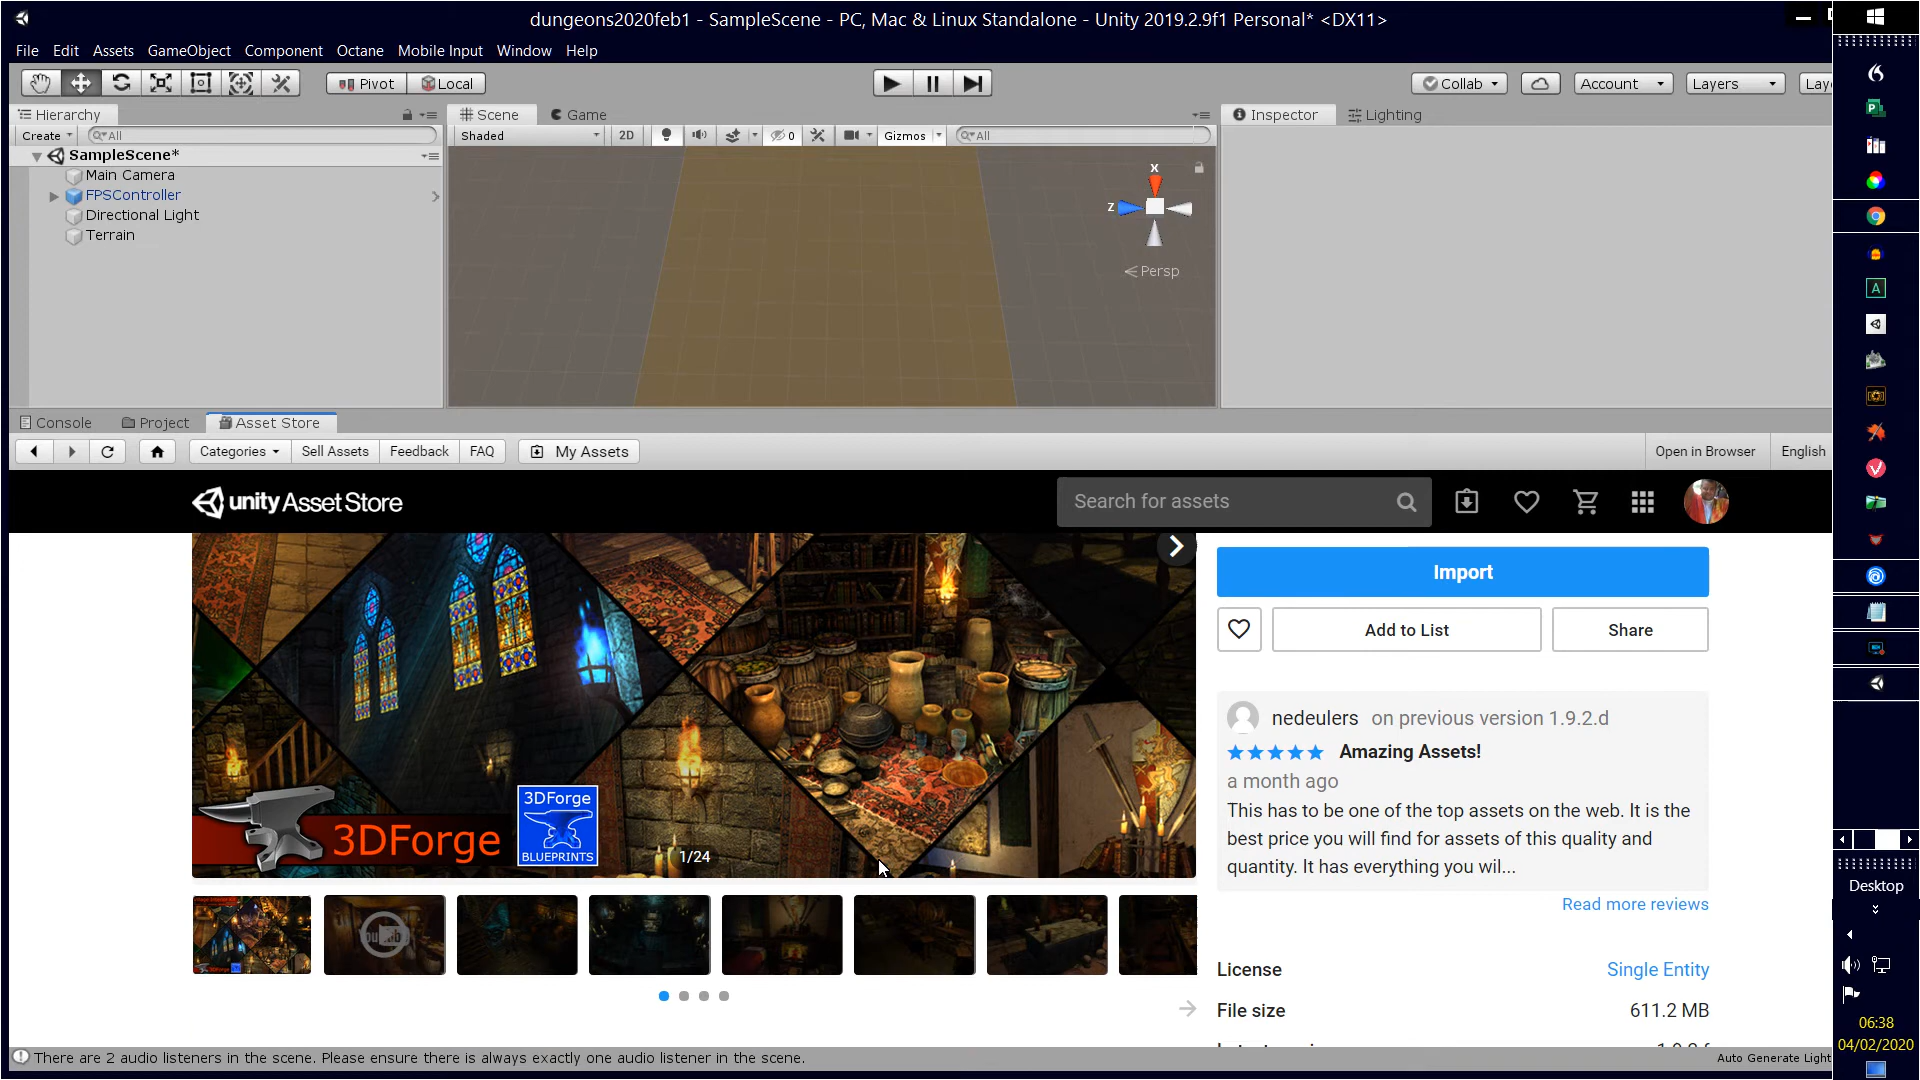 dungeons2020feb1 - SampleScene - PC, Mac & Linux Standalone - Unity 2019.2.9f1 Personal* <DX11>
File Edit Assets GameObject Component Octane Mobile Input Window Help
Pivot Local Collab Account Layers
Hierarchy
Scene Game
Inspector Lighting
Create All
Shaded 2D 0 Gizmos All
SampleScene*
Main Camera
FPSController
Directional Light
Terrain
x
z
Persp
Console Project Asset Store
Categories Sell Assets Feedback FAQ My Assets Open in Browser English
unity Asset Store
Search for assets
Import
Add to List Share
nedeulers on previous version 1.9.2.d
Amazing Assets!
a month ago
This has to be one of the top assets on the web. It is the
best price you will find for assets of this quality and
quantity. It has everything you wil...
Read more reviews
3DForge
3DForge
BLUEPRINTS
1/24
License Single Entity
File size 611.2 MB
There are 2 audio listeners in the scene. Please ensure there is always exactly one audio listener in the scene.
Auto Generate Light
Desktop
06:38
04/02/2020